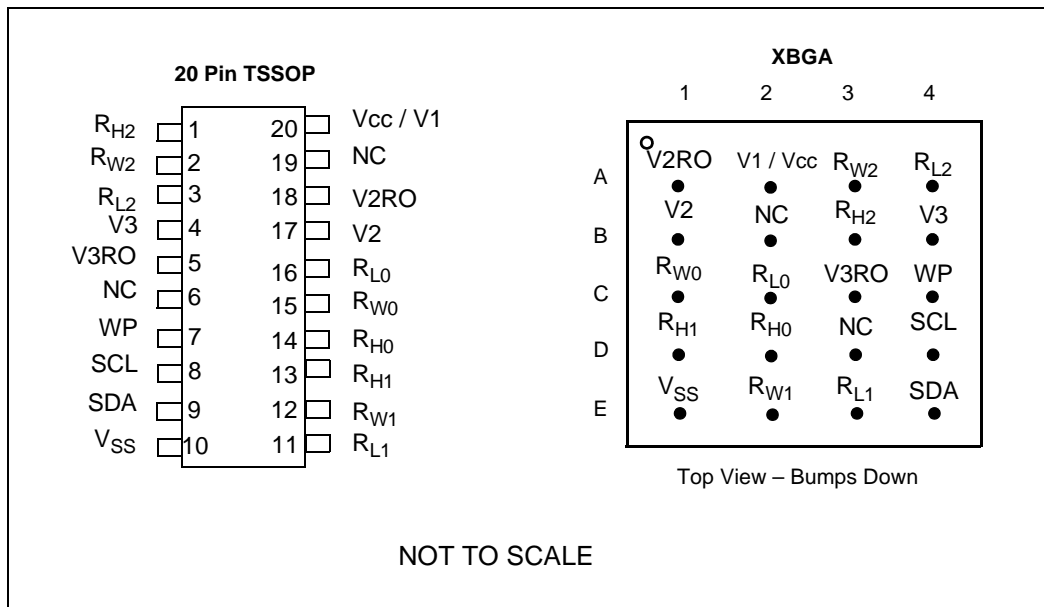 20 Pin TSSOP
RH2 1 20 Vcc / V1
RW2 2 19 NC
RL2 3 18 V2RO
V3 4 17 V2
V3RO 5 16 RL0
NC 6 15 RW0
WP 7 14 RH0
SCL 8 13 RH1
SDA 9 12 RW1
VSS 10 11 RL1
XBGA
1 2 3 4
A V2RO V1 / Vcc RW2 RL2
B V2 NC RH2 V3
C RW0 RL0 V3RO WP
D RH1 RH0 NC SCL
E VSS RW1 RL1 SDA
Top View – Bumps Down
NOT TO SCALE